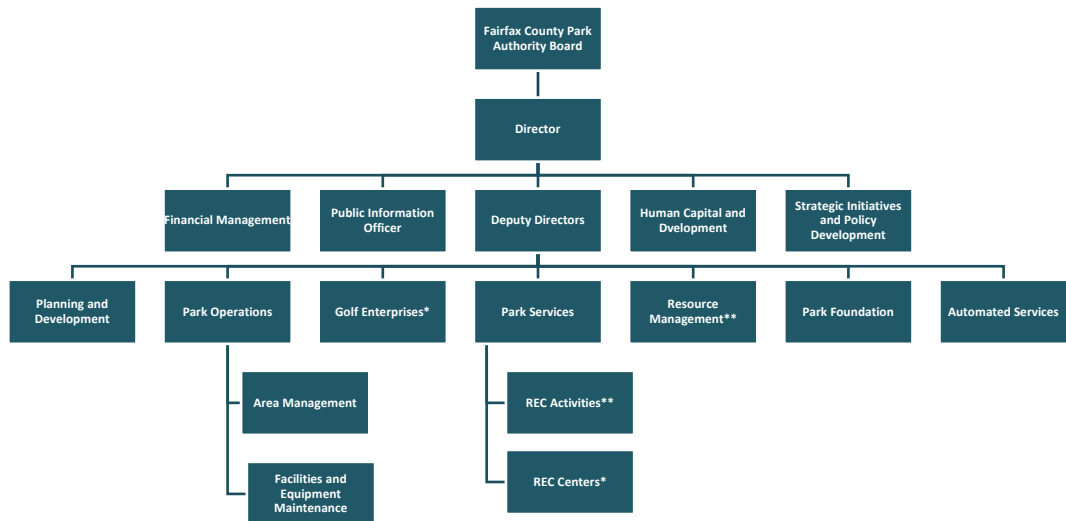 Fairfax County Park
Authority Board
Director
Financial Management
Public Information
Officer
Deputy Directors
Human Capital and
Dvelopment
Strategic Initiatives
and Policy
Development
Planning and
Development
Park Operations
Golf Enterprises*
Park Services
Resource
Management**
Park Foundation
Automated Services
Area Management
REC Activities**
Facilities and
Equipment
Maintenance
REC Centers*